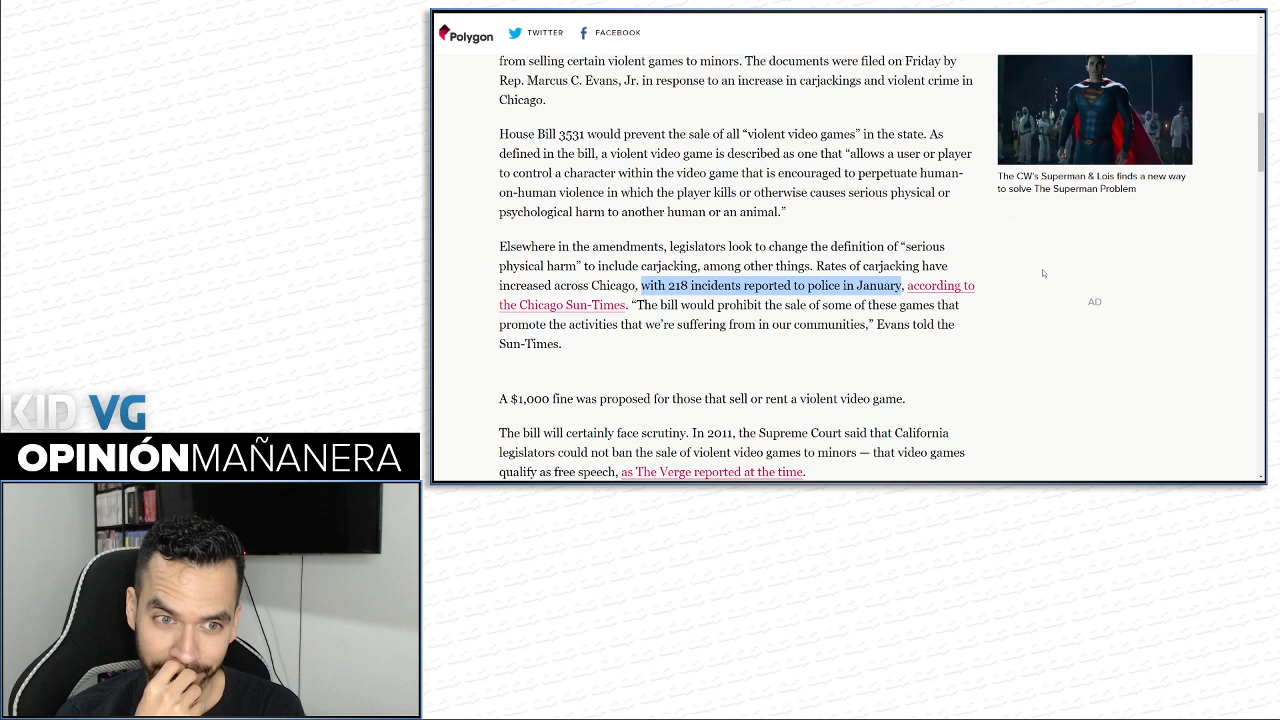 Polygon
TWITTER
FACEBOOK
from selling certain violent games to minors. The documents were filed on Friday by
Rep. Marcus C. Evans, Jr. in response to an increase in carjackings and violent crime in
Chicago.
House Bill 3531 would prevent the sale of all “violent video games” in the state. As
defined in the bill, a violent video game is described as one that “allows a user or player
to control a character within the video game that is encouraged to perpetuate human-
on-human violence in which the player kills or otherwise causes serious physical or
psychological harm to another human or an animal.”
Elsewhere in the amendments, legislators look to change the definition of “serious
physical harm” to include carjacking, among other things. Rates of carjacking have
increased across Chicago, with 218 incidents reported to police in January, according to
the Chicago Sun-Times. “The bill would prohibit the sale of some of these games that
promote the activities that we’re suffering from in our communities,” Evans told the
Sun-Times.
A $1,000 fine was proposed for those that sell or rent a violent video game.
The bill will certainly face scrutiny. In 2011, the Supreme Court said that California
legislators could not ban the sale of violent video games to minors — that video games
qualify as free speech, as The Verge reported at the time.
The CW's Superman & Lois finds a new way
to solve The Superman Problem
AD
KID VG
OPINIÓNMAÑANERA